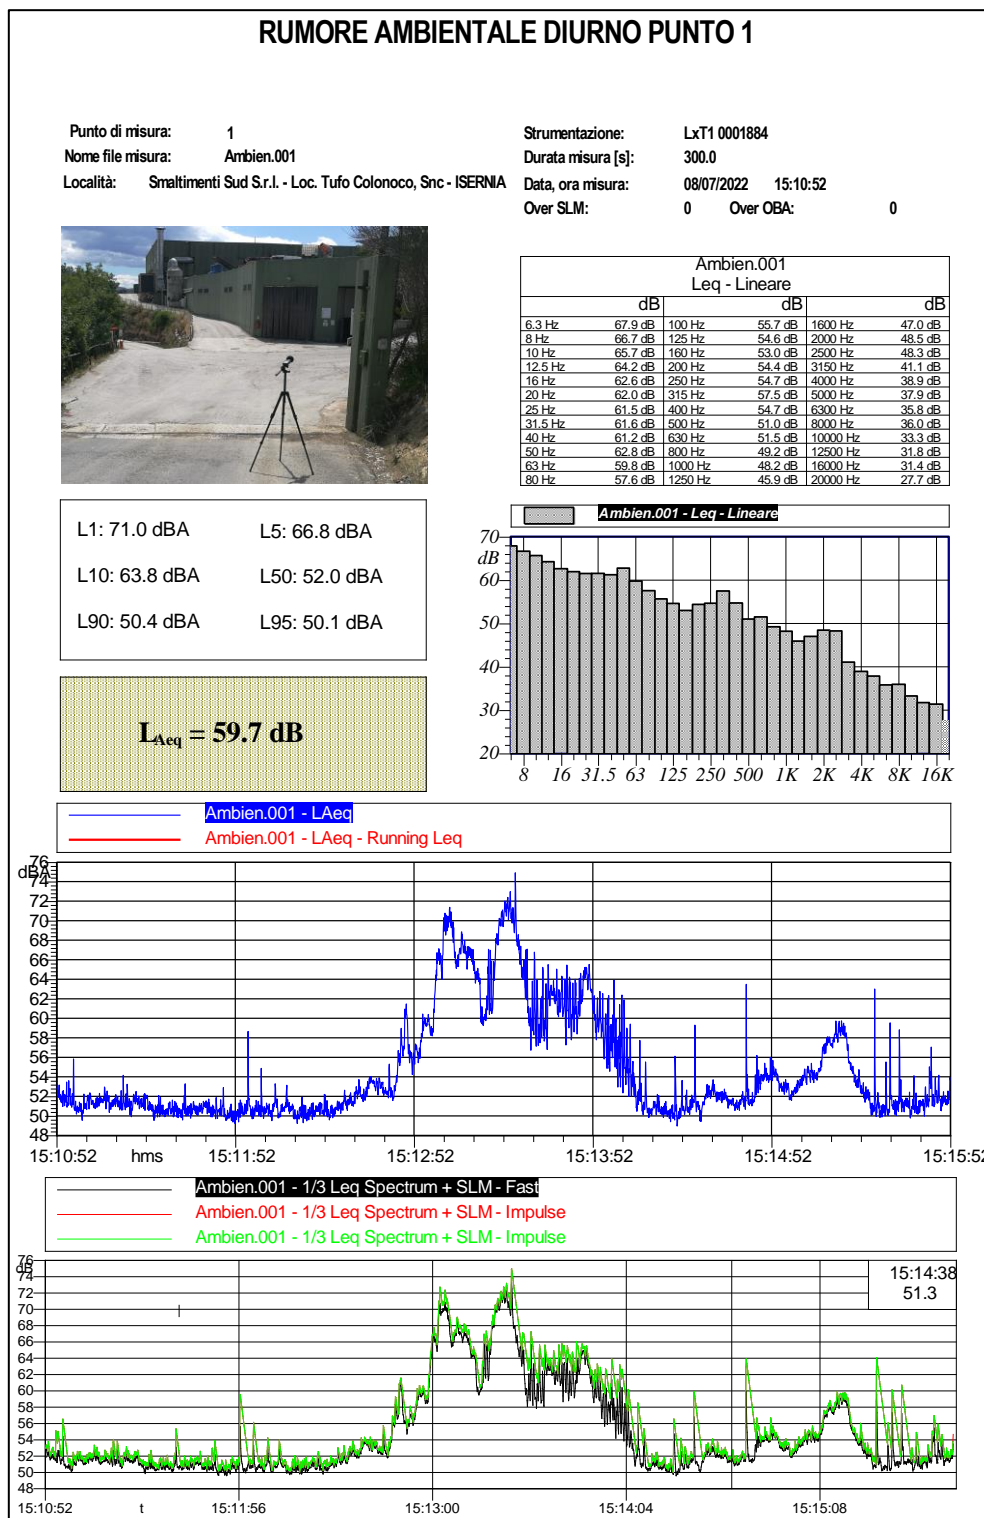 RUMORE AMBIENTALE DIURNO PUNTO 1
Punto di misura: 1
Nome file misura: Ambien.001
Località: Smaltimenti Sud S.r.l. - Loc. Tufo Colonoco, Snc - ISERNIA
Strumentazione: LxT1 0001884
Durata misura [s]: 300.0
Data, ora misura: 08/07/2022 15:10:52
Over SLM: 0 Over OBA: 0
Ambien.001
Leq - Lineare
dB dB dB
6.3 Hz 67.9 dB 100 Hz 55.7 dB 1600 Hz 47.0 dB
8 Hz 66.7 dB 125 Hz 54.6 dB 2000 Hz 48.5 dB
10 Hz 65.7 dB 160 Hz 53.0 dB 2500 Hz 48.3 dB
12.5 Hz 64.2 dB 200 Hz 54.4 dB 3150 Hz 41.1 dB
16 Hz 62.6 dB 250 Hz 54.7 dB 4000 Hz 38.9 dB
20 Hz 62.0 dB 315 Hz 57.5 dB 5000 Hz 37.9 dB
25 Hz 61.5 dB 400 Hz 54.7 dB 6300 Hz 35.8 dB
31.5 Hz 61.6 dB 500 Hz 51.0 dB 8000 Hz 36.0 dB
40 Hz 61.2 dB 630 Hz 51.5 dB 10000 Hz 33.3 dB
50 Hz 62.8 dB 800 Hz 49.2 dB 12500 Hz 31.8 dB
63 Hz 59.8 dB 1000 Hz 48.2 dB 16000 Hz 31.4 dB
80 Hz 57.6 dB 1250 Hz 45.9 dB 20000 Hz 27.7 dB
L1: 71.0 dBA L5: 66.8 dBA
L10: 63.8 dBA L50: 52.0 dBA
L90: 50.4 dBA L95: 50.1 dBA
LAeq = 59.7 dB
Ambien.001 - Leq - Lineare
70
dB
60
50
40
30
20
8 16 31.5 63 125 250 500 1K 2K 4K 8K 16K
Ambien.001 - LAeq
Ambien.001 - LAeq - Running Leq
76
dBA
74
72
70
68
66
64
62
60
58
56
54
52
50
48
15:10:52 hms 15:11:52 15:12:52 15:13:52 15:14:52 15:15:52
Ambien.001 - 1/3 Leq Spectrum + SLM - Fast
Ambien.001 - 1/3 Leq Spectrum + SLM - Impulse
Ambien.001 - 1/3 Leq Spectrum + SLM - Impulse
76
dB
74
72
70
68
66
64
62
60
58
56
54
52
50
48
15:14:38
51.3
15:10:52 t 15:11:56 15:13:00 15:14:04 15:15:08